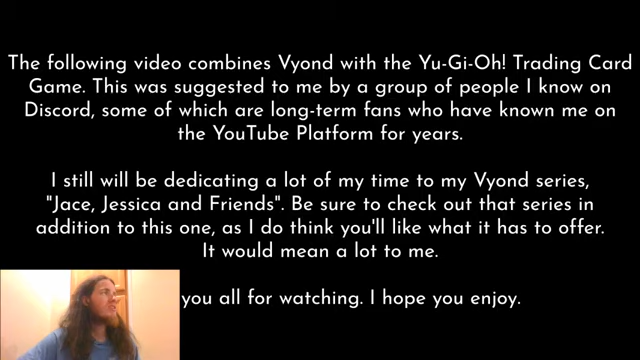 The following video combines Vyond with the Yu-Gi-Oh! Trading Card
Game. This was suggested to me by a group of people I know on
Discord, some of which are long-term fans who have known me on
the YouTube Platform for years.
I still will be dedicating a lot of my time to my Vyond series,
"Jace, Jessica and Friends". Be sure to check out that series in
addition to this one, as I do think you'll like what it has to offer.
It would mean a lot to me.
you all for watching. I hope you enjoy.